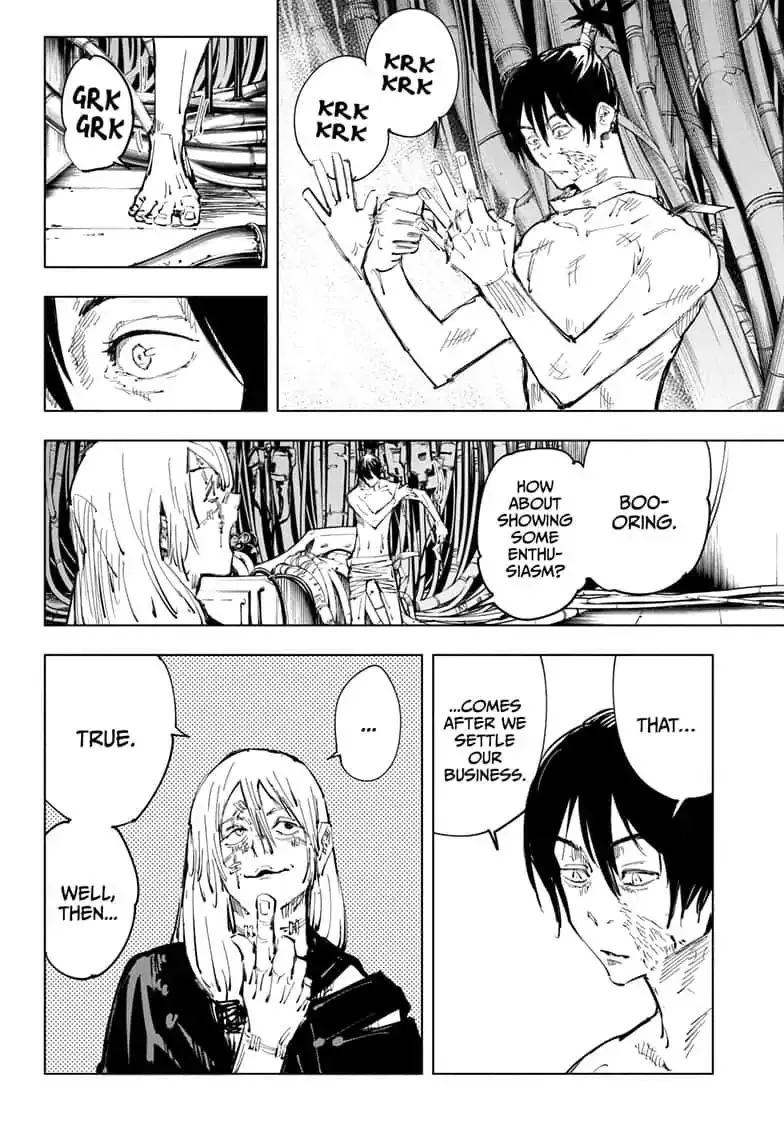 KRK
KRK
KRK
KRK
GRK
GRK
BOO-
ORING.
HOW
ABOUT
SHOWING
SOME
ENTHU-
SIASM?
THAT...
...COMES
AFTER WE
SETTLE
OUR
BUSINESS.
...
TRUE.
WELL,
THEN...